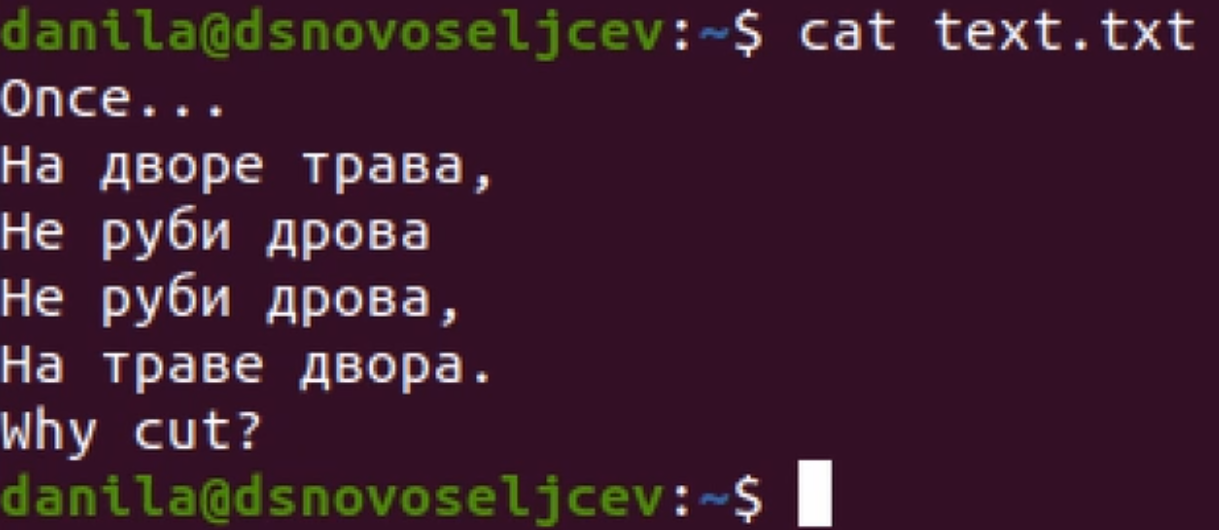 danila@dsnovoseljcev:~$ cat text.txt
Once...
На дворе трава,
Не руби дрова
Не руби дрова,
На траве двора.
Why cut?
danila@dsnovoseljcev:~$